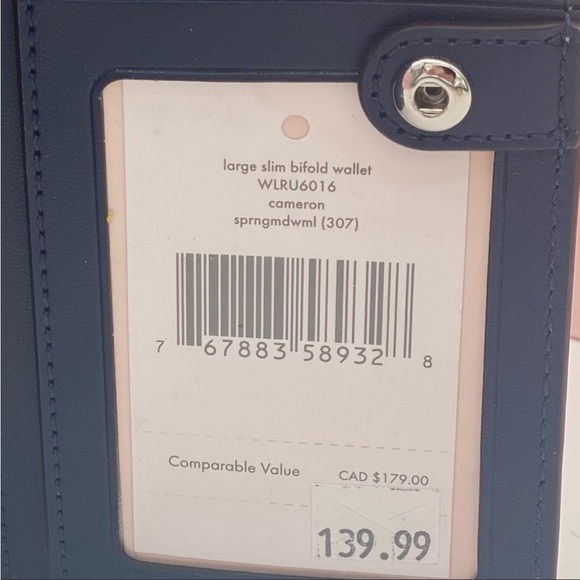 large slim bifold wallet
WLRU6016
cameron
sprngmdwml (307)
7 67883 58932 8
Comparable Value CAD $179.00
139.99